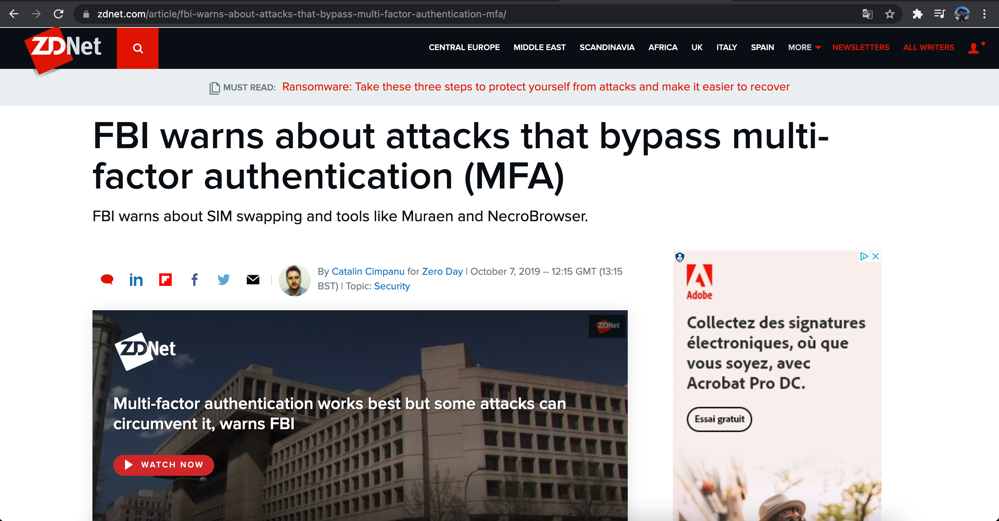 zdnet.com/article/fbi-warns-about-attacks-that-bypass-multi-factor-authentication-mfa/
ZDNet
CENTRAL EUROPE MIDDLE EAST SCANDINAVIA AFRICA UK ITALY SPAIN MORE NEWSLETTERS ALL WRITERS
MUST READ: Ransomware: Take these three steps to protect yourself from attacks and make it easier to recover
FBI warns about attacks that bypass multi-
factor authentication (MFA)
FBI warns about SIM swapping and tools like Muraen and NecroBrowser.
By Catalin Cimpanu for Zero Day | October 7, 2019 -- 12:15 GMT (13:15
BST) | Topic: Security
ZDNet
ZDNet
Multi-factor authentication works best but some attacks can
circumvent it, warns FBI
WATCH NOW
Adobe
Collectez des signatures
électroniques, où que
vous soyez, avec
Acrobat Pro DC.
Essai gratuit